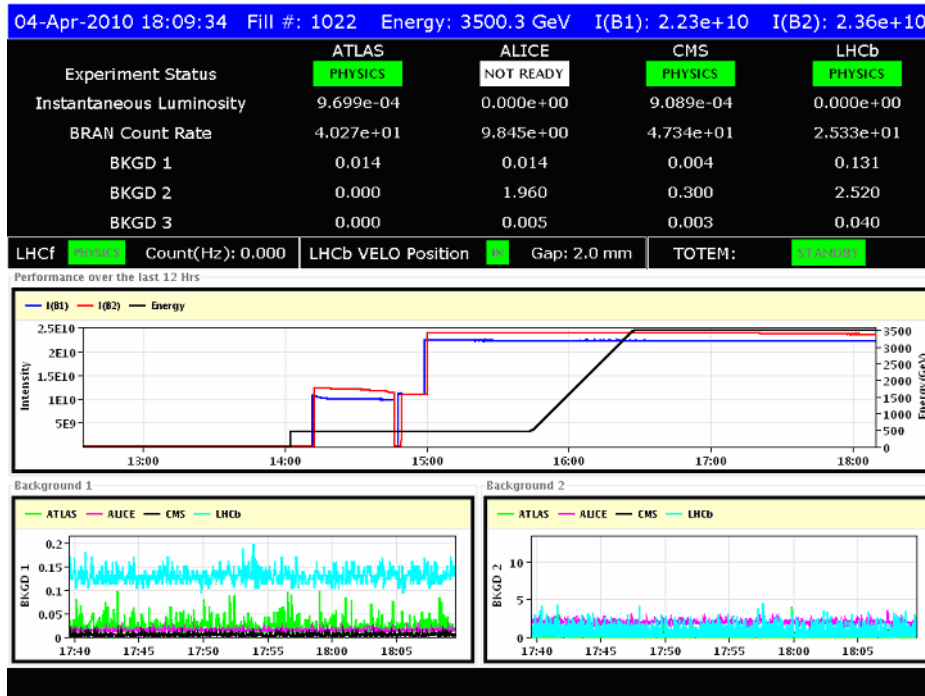 04-Apr-2010 18:09:34 Fill #: 1022 Energy: 3500.3 GeV I(B1): 2.23e+10 I(B2): 2.36e+10
ATLAS ALICE CMS LHCb
Experiment Status PHYSICS NOT READY PHYSICS PHYSICS
Instantaneous Luminosity 9.699e-04 0.000e+00 9.089e-04 0.000e+00
BRAN Count Rate 4.027e+01 9.845e+00 4.734e+01 2.533e+01
BKGD 1 0.014 0.014 0.004 0.131
BKGD 2 0.000 1.960 0.300 2.520
BKGD 3 0.000 0.005 0.003 0.040
LHCf PHYSICS Count(Hz): 0.000 LHCb VELO Position IN Gap: 2.0 mm TOTEM: STANDBY
Performance over the last 12 Hrs
I(B1) I(B2) Energy
2.5E10
2E10
1.5E10
1E10
5E9
Intensity
3500
3000
2500
2000
1500
1000
500
0
Energy(GeV)
13:00 14:00 15:00 16:00 17:00 18:00
Background 1
ATLAS ALICE CMS LHCb
0.2
0.15
0.1
0.05
0
BKGD 1
17:40 17:45 17:50 17:55 18:00 18:05
Background 2
ATLAS ALICE CMS LHCb
10
5
0
BKGD 2
17:40 17:45 17:50 17:55 18:00 18:05